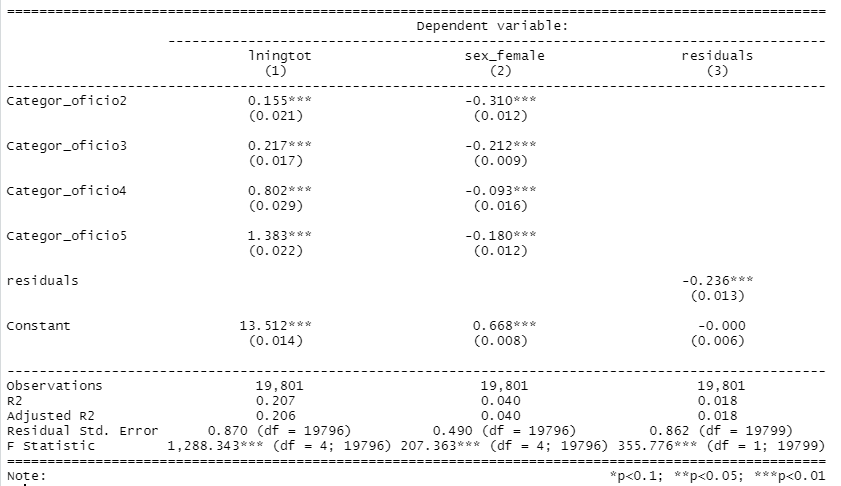 Dependent variable:
lningtot sex_female residuals
(1) (2) (3)
Categor_oficio2 0.155*** -0.310***
(0.021) (0.012)
Categor_oficio3 0.217*** -0.212***
(0.017) (0.009)
Categor_oficio4 0.802*** -0.093***
(0.029) (0.016)
Categor_oficio5 1.383*** -0.180***
(0.022) (0.012)
residuals -0.236***
(0.013)
Constant 13.512*** 0.668*** -0.000
(0.014) (0.008) (0.006)
Observations 19,801 19,801 19,801
R2 0.207 0.040 0.018
Adjusted R2 0.206 0.040 0.018
Residual Std. Error 0.870 (df = 19796) 0.490 (df = 19796) 0.862 (df = 19799)
F Statistic 1,288.343*** (df = 4; 19796) 207.363*** (df = 4; 19796) 355.776*** (df = 1; 19799)
Note: *p<0.1; **p<0.05; ***p<0.01